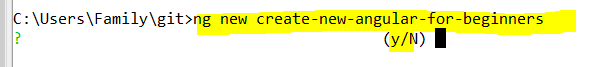 C:\Users\Family\git>ng new create-new-angular-for-beginners
? (y/N)